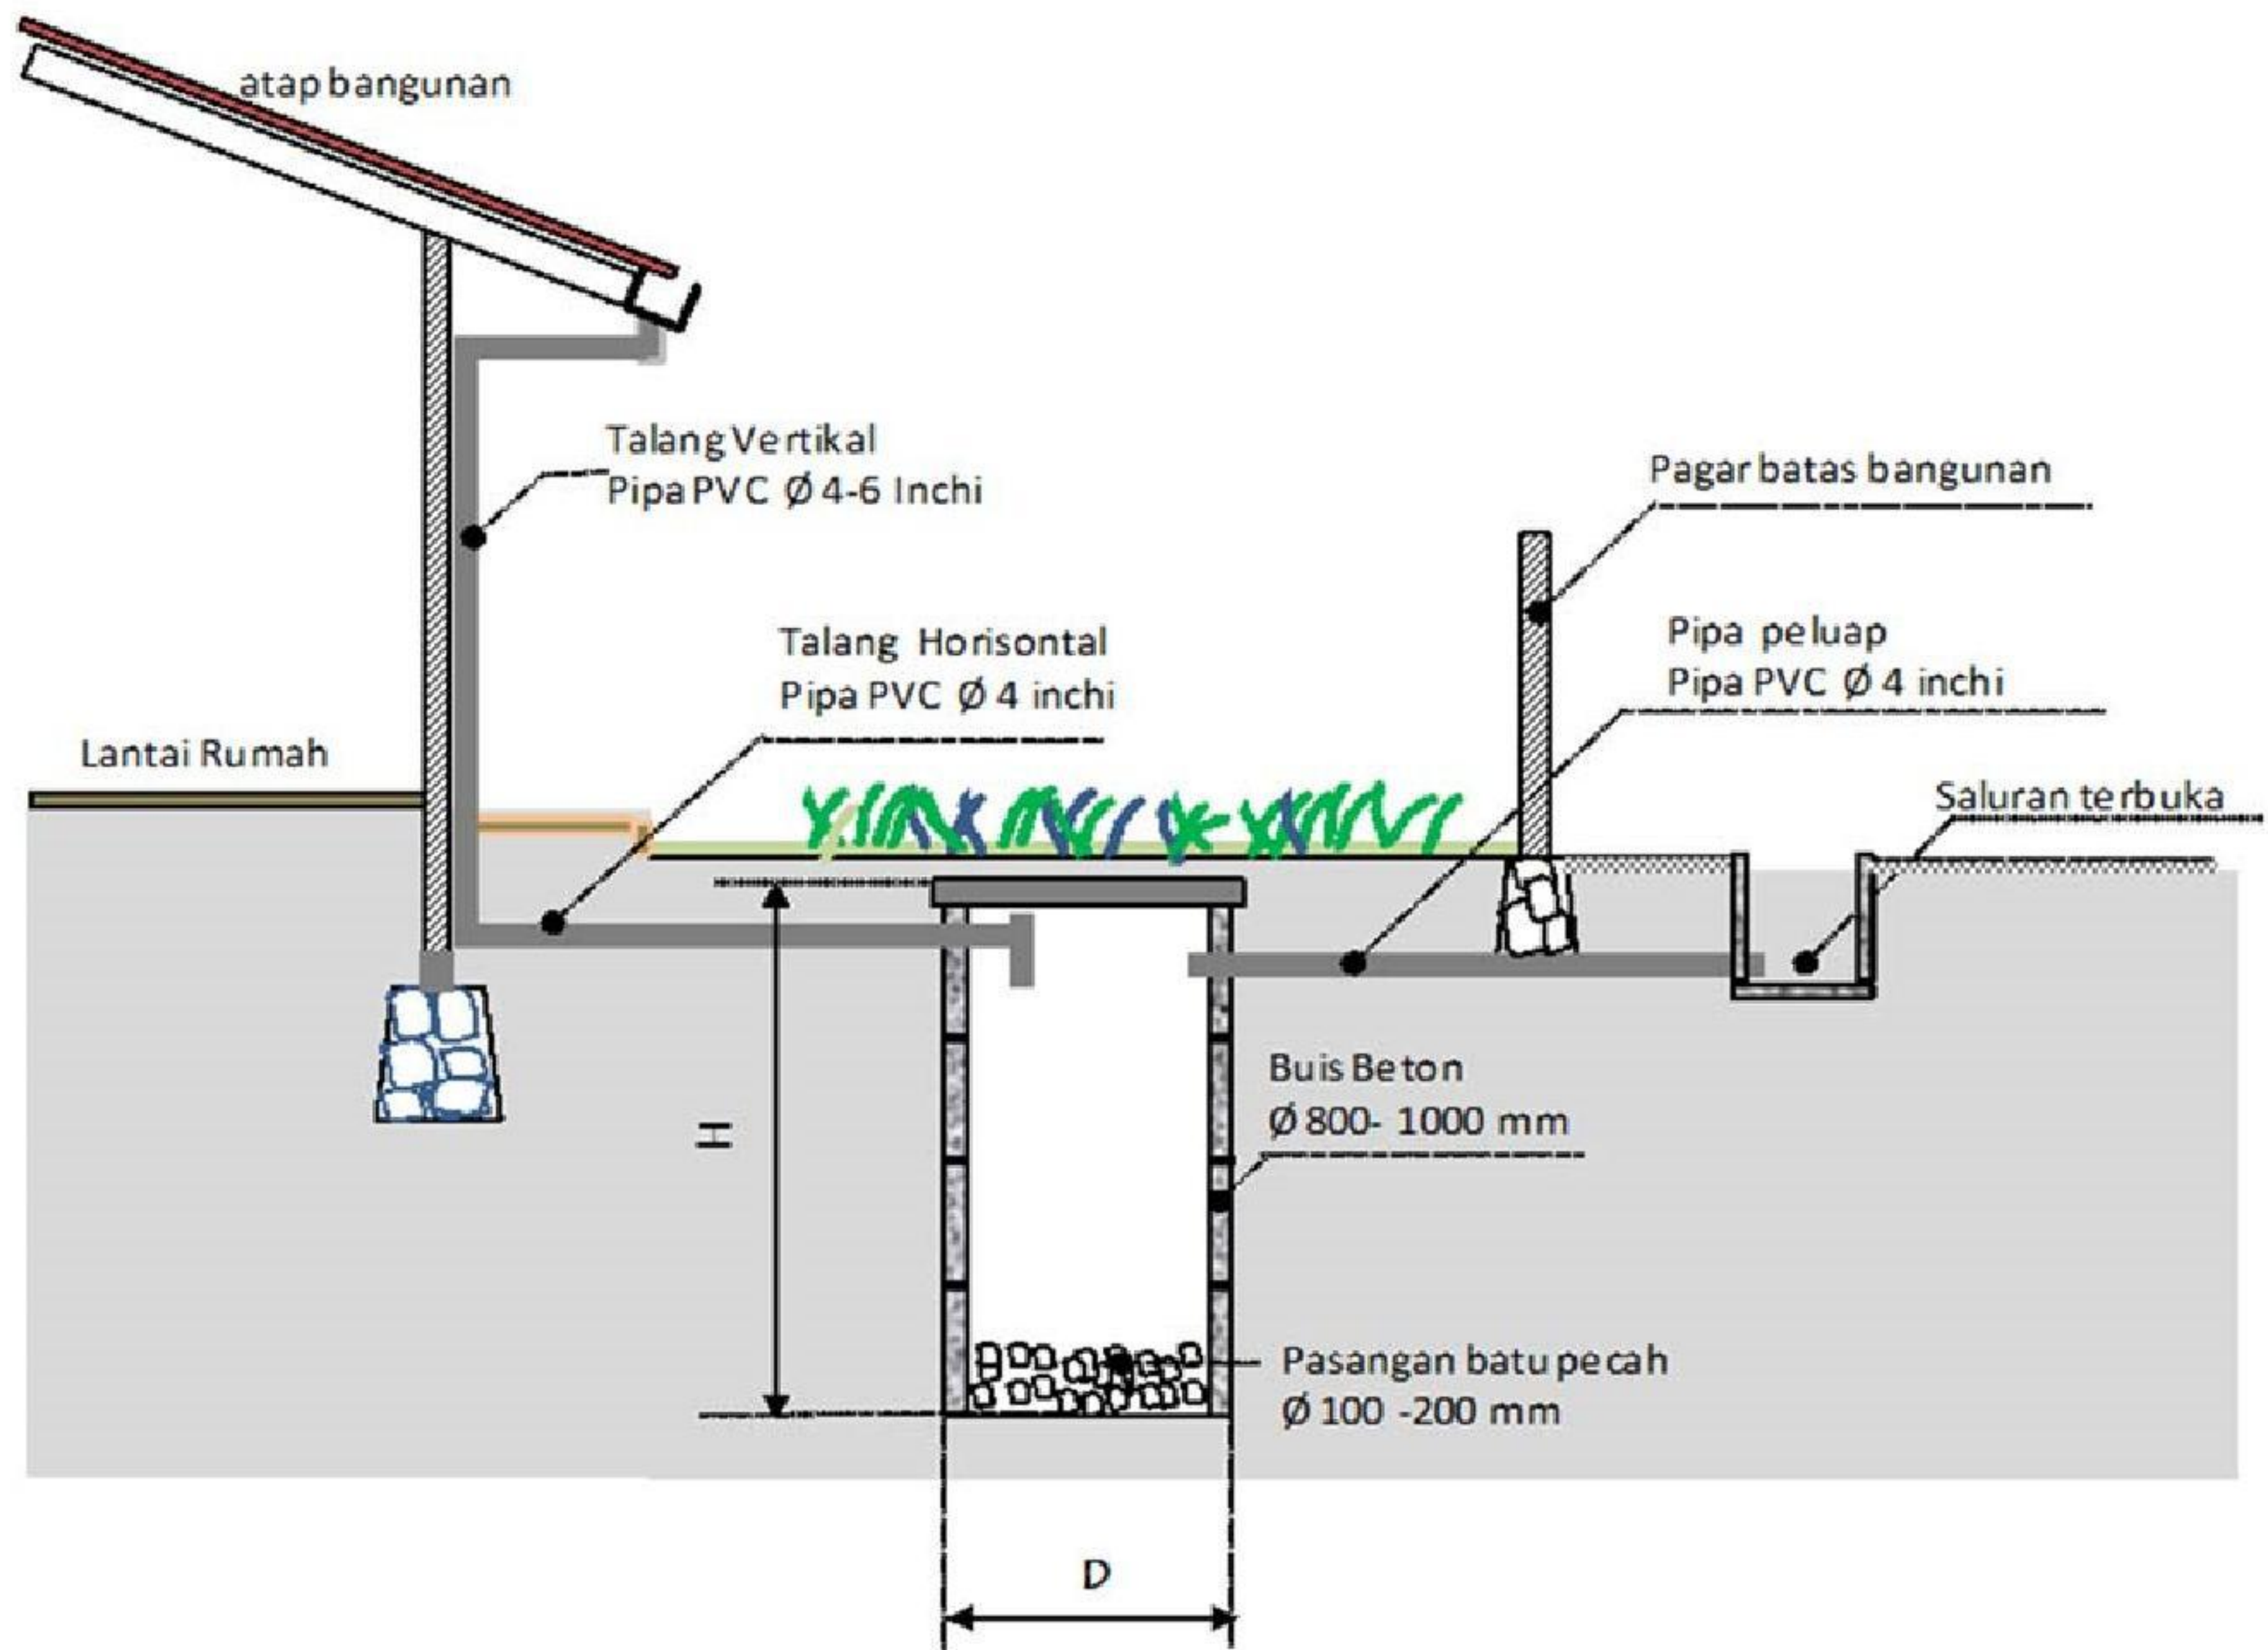 atap bangunan
Talang Vertikal
Pipa PVC Ø 4-6 Inchi
Pagar batas bangunan
Talang Horisontal
Pipa PVC Ø 4 inchi
Pipa peluap
Pipa PVC Ø 4 inchi
Lantai Rumah
Saluran terbuka
H
Buis Beton
Ø 800- 1000 mm
Pasangan batu pecah
Ø 100 -200 mm
D